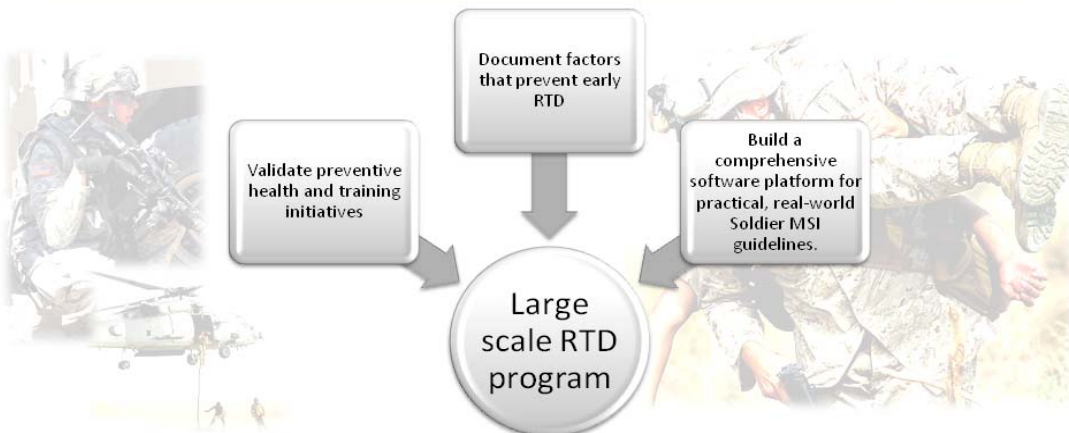 Document factors
that prevent early
RTD
Validate preventive
health and training
initiatives
Build a
comprehensive
software platform for
practical, real-world
Soldier MSI
guidelines.
Large
scale RTD
program